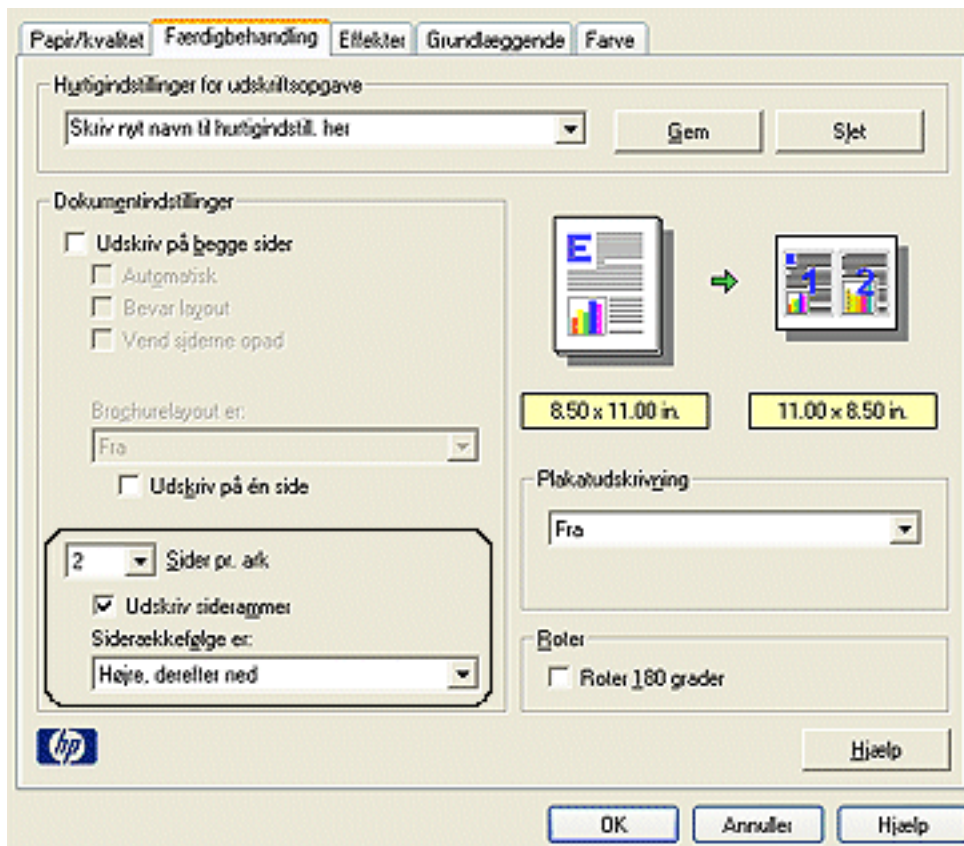 Papir/kvalitet Færdigbehandling Effekter Grundlæggende Farve
Hurtigindstillinger for udskriftsopgave
Skriv nyt navn til hurtigindstill. her Gem Slet
Dokumentindstillinger
Udskriv på begge sider
Automatisk
Bevar layout
Vend siderne opad
E
1 2
Brochurelayout er:
8.50 x 11.00 in. 11.00 x 8.50 in.
Fra
Udskriv på én side
Plakatudskrivning
Fra
2 Sider pr. ark
Udskriv siderammer
Siderækkefølge er:
Højre, derefter ned
Roter
Roter 180 grader
hp
Hjælp
OK Annuller Hjælp